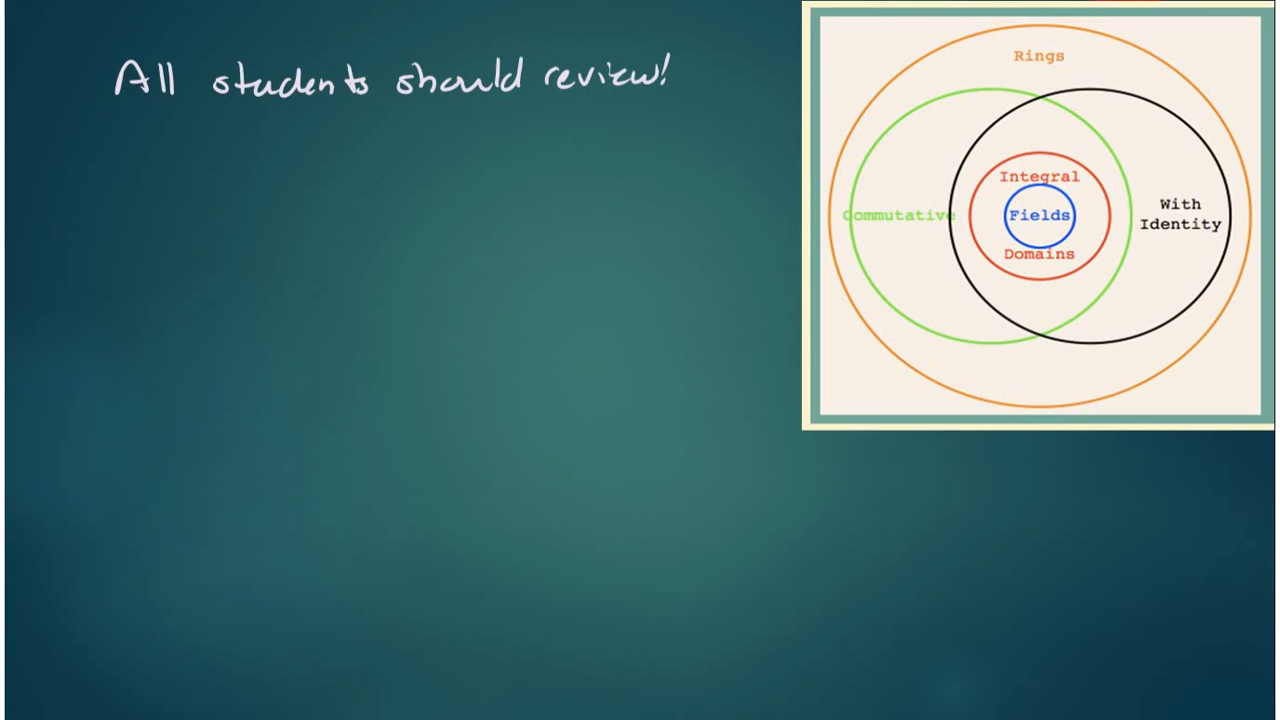 All students should review!
Rings
Integral
With
Commutative
Fields
Identity
Domains